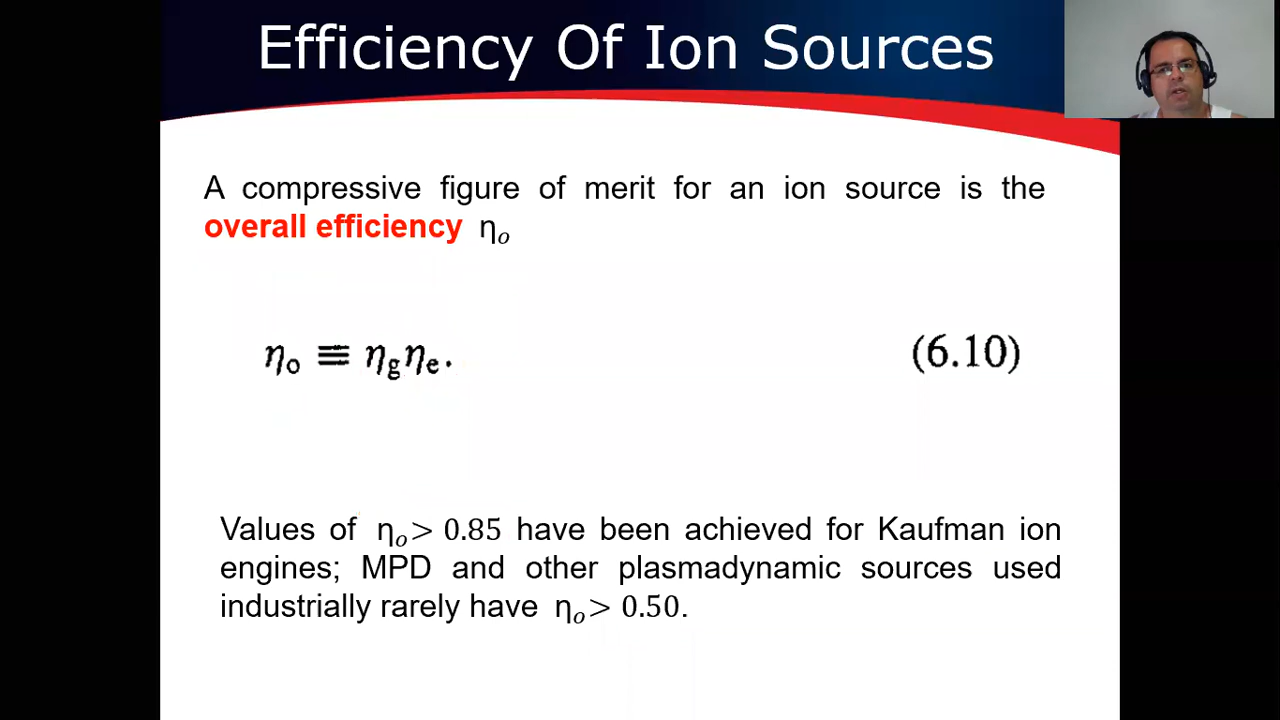 Efficiency Of Ion Sources
A compressive figure of merit for an ion source is the
overall efficiency η𝑜
η₀ ≡ ηgηe. (6.10)
Values of η𝑜 > 0.85 have been achieved for Kaufman ion
engines; MPD and other plasmadynamic sources used
industrially rarely have η𝑜 > 0.50.